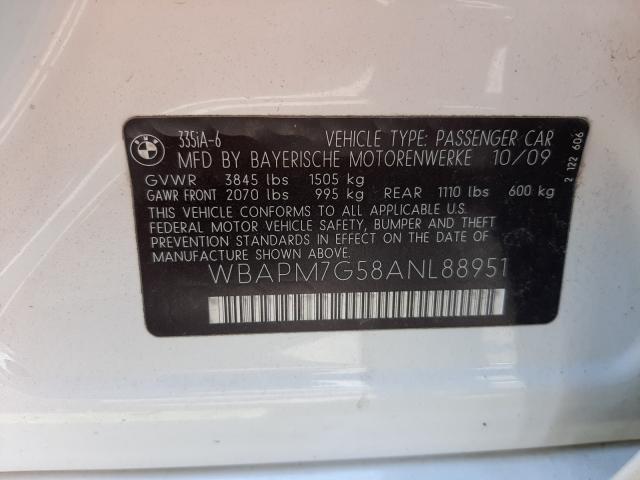 BMW
335iA-6 VEHICLE TYPE: PASSENGER CAR
MFD BY BAYERISCHE MOTORENWERKE 10/09
GVWR 3845 lbs 1505 kg
GAWR FRONT 2070 lbs 995 kg REAR 1110 lbs 600 kg
THIS VEHICLE CONFORMS TO ALL APPLICABLE U.S.
FEDERAL MOTOR VEHICLE SAFETY, BUMPER AND THEFT
PREVENTION STANDARDS IN EFFECT ON THE DATE OF
MANUFACTURE SHOWN ABOVE.
WBAPM7G58ANL88951
2 122 606